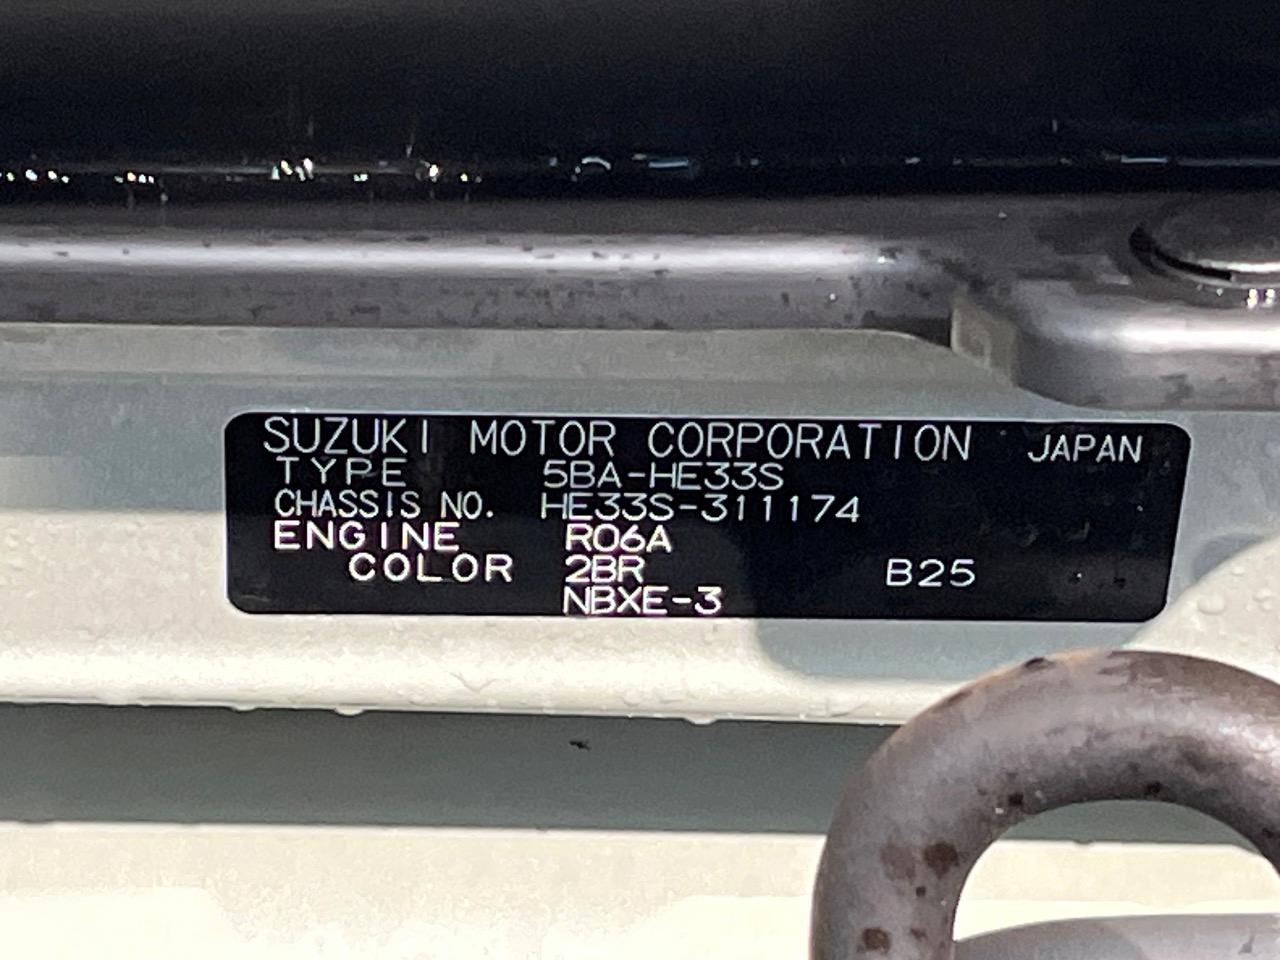 SUZUKI MOTOR CORPORATION JAPAN
TYPE 5BA-HE33S
CHASSIS NO. HE33S-311174
ENGINE R06A
COLOR 2BR B25
NBXE-3